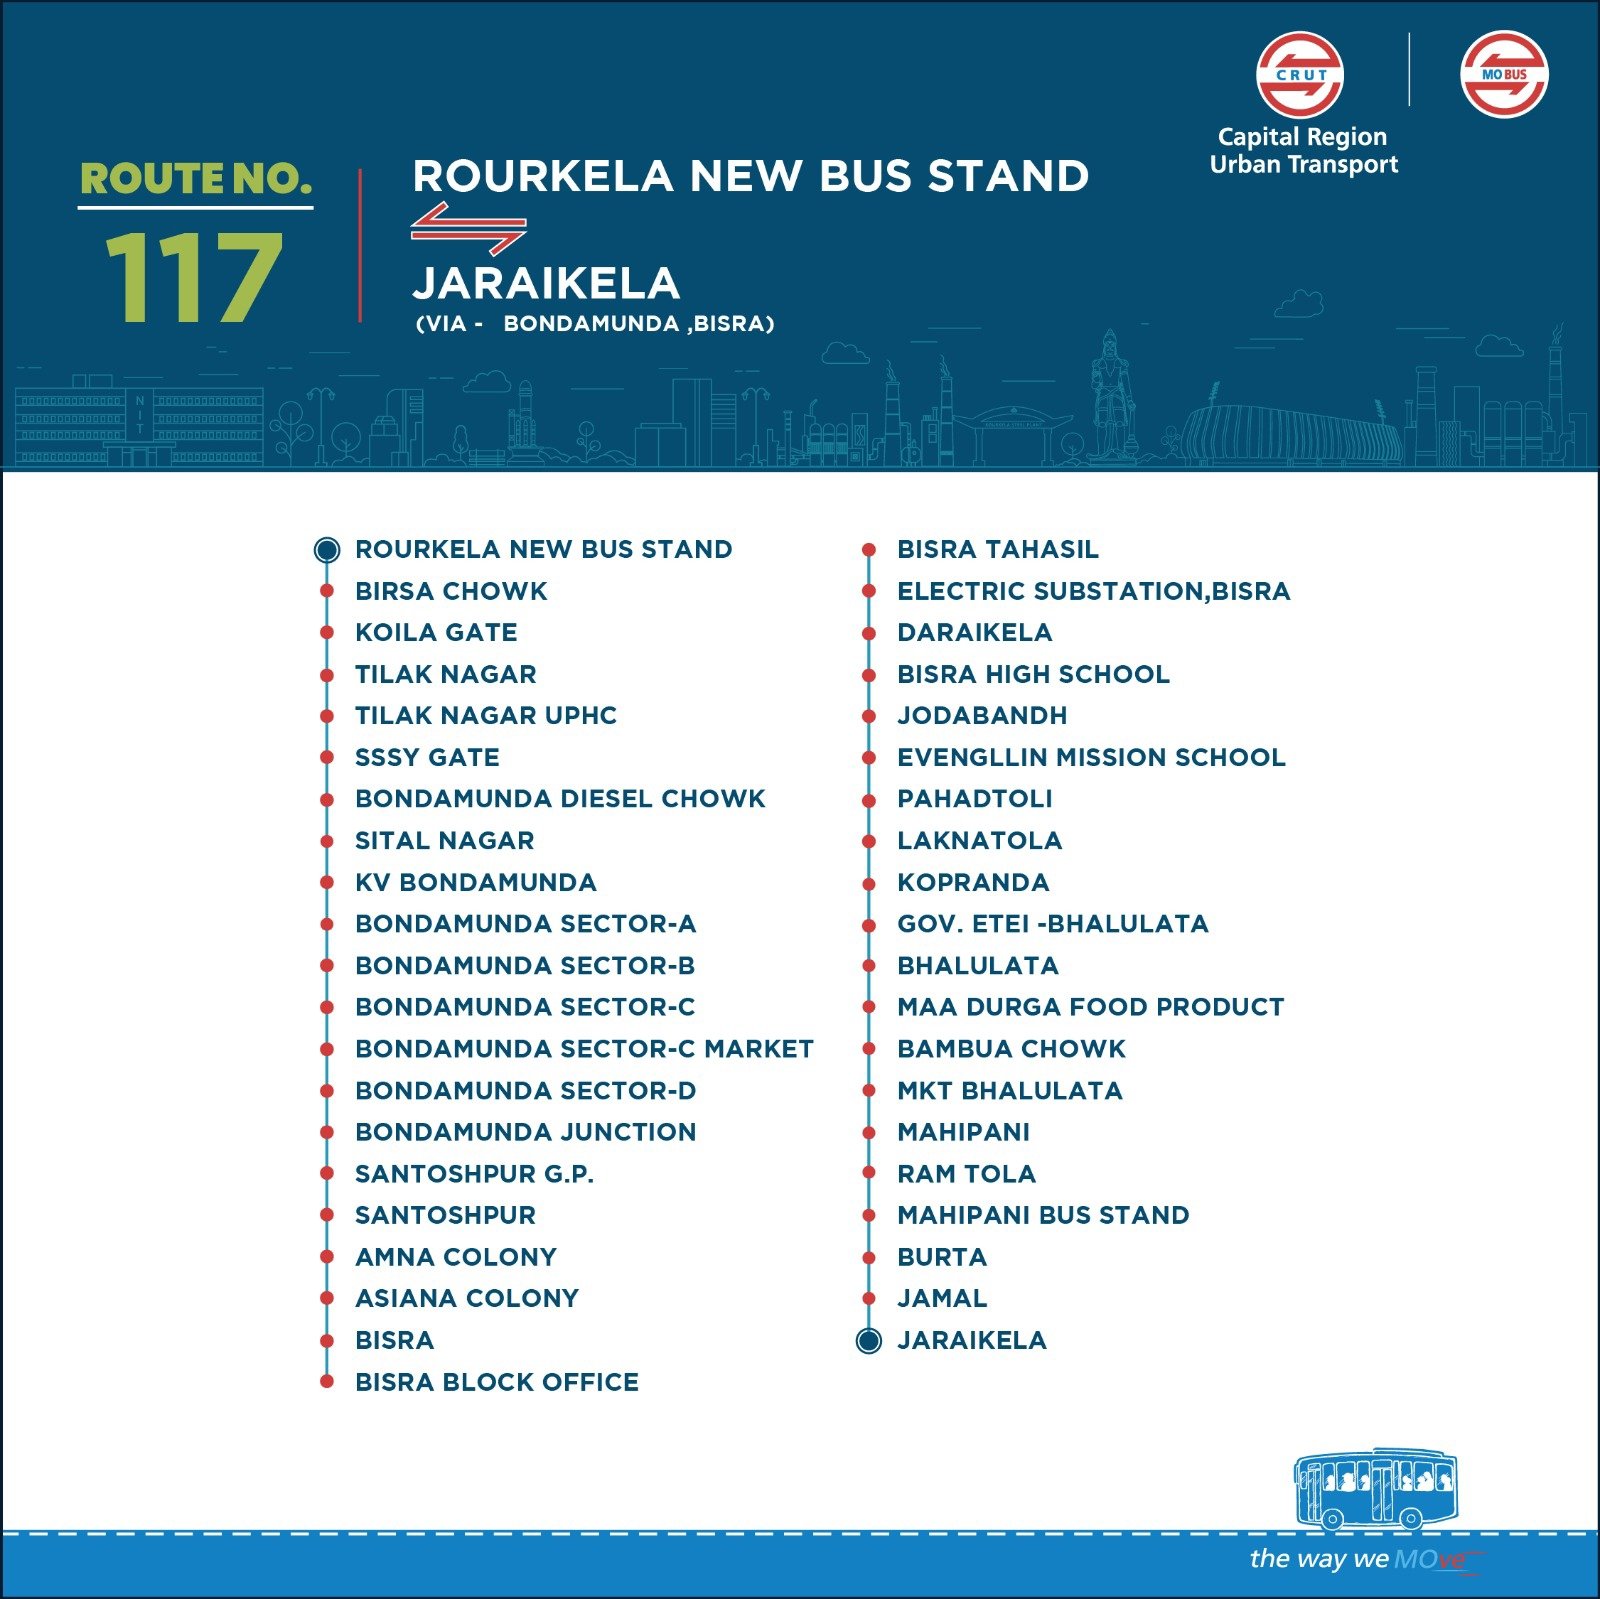 CRUT
MO BUS
Capital Region
Urban Transport
ROUTE NO.
117
ROURKELA NEW BUS STAND
JARAIKELA
(VIA - BONDAMUNDA ,BISRA)
NIT
ROURKELA STEEL PLANT
ROURKELA NEW BUS STAND
BIRSA CHOWK
KOILA GATE
TILAK NAGAR
TILAK NAGAR UPHC
SSSY GATE
BONDAMUNDA DIESEL CHOWK
SITAL NAGAR
KV BONDAMUNDA
BONDAMUNDA SECTOR-A
BONDAMUNDA SECTOR-B
BONDAMUNDA SECTOR-C
BONDAMUNDA SECTOR-C MARKET
BONDAMUNDA SECTOR-D
BONDAMUNDA JUNCTION
SANTOSHPUR G.P.
SANTOSHPUR
AMNA COLONY
ASIANA COLONY
BISRA
BISRA BLOCK OFFICE
BISRA TAHASIL
ELECTRIC SUBSTATION,BISRA
DARAIKELA
BISRA HIGH SCHOOL
JODABANDH
EVENGLLIN MISSION SCHOOL
PAHADTOLI
LAKNATOLA
KOPRANDA
GOV. ETEI -BHALULATA
BHALULATA
MAA DURGA FOOD PRODUCT
BAMBUA CHOWK
MKT BHALULATA
MAHIPANI
RAM TOLA
MAHIPANI BUS STAND
BURTA
JAMAL
JARAIKELA
the way we MOve